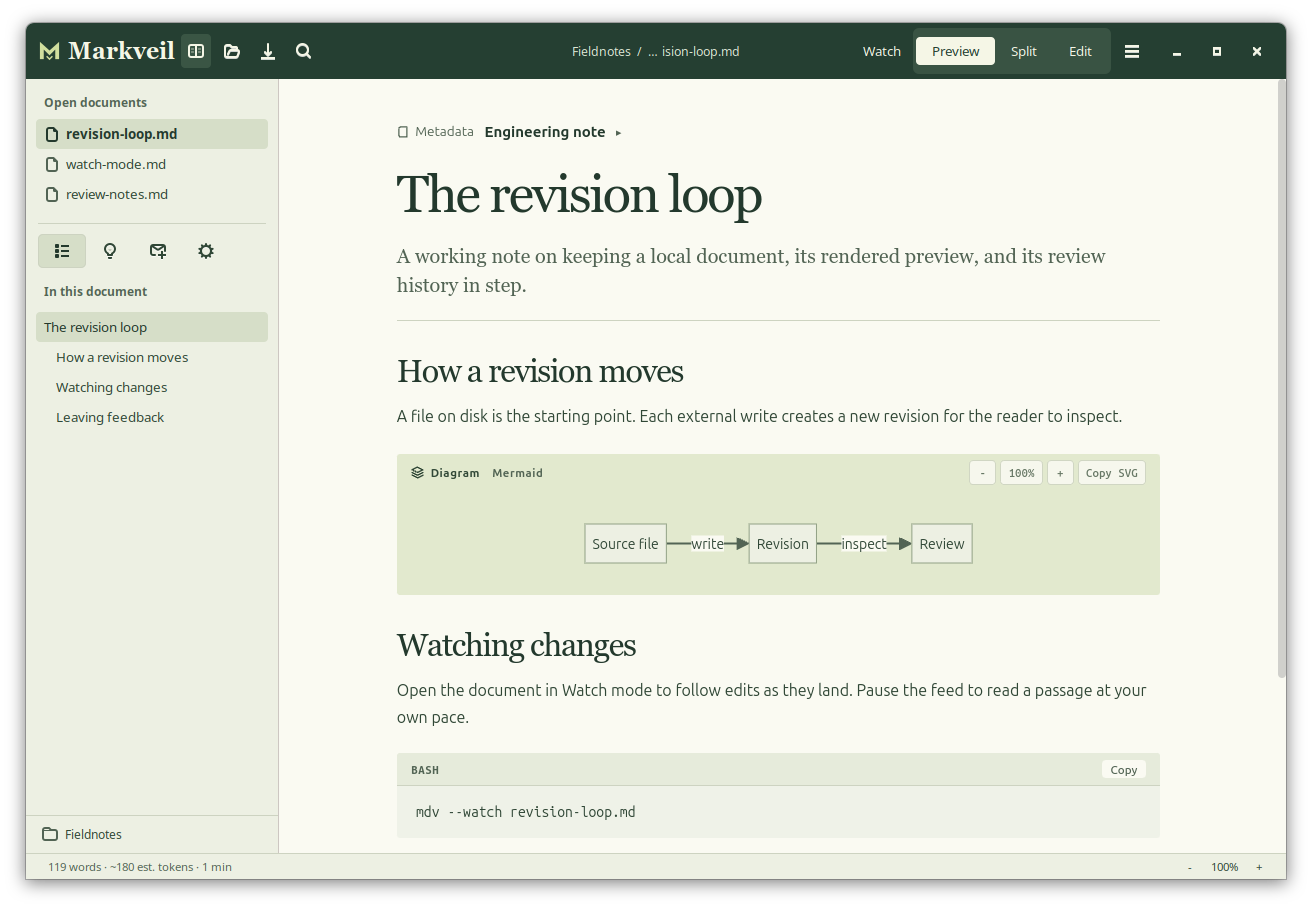 Markveil
Fieldnotes / … ision-loop.md
Watch Preview Split Edit
Open documents
revision-loop.md
watch-mode.md
review-notes.md
In this document
The revision loop
How a revision moves
Watching changes
Leaving feedback
Fieldnotes
Metadata Engineering note
The revision loop
A working note on keeping a local document, its rendered preview, and its review
history in step.
How a revision moves
A file on disk is the starting point. Each external write creates a new revision for the reader to inspect.
Diagram Mermaid - 100% + Copy SVG
Source file write Revision inspect Review
Watching changes
Open the document in Watch mode to follow edits as they land. Pause the feed to read a passage at your
own pace.
BASH Copy
mdv --watch revision-loop.md
119 words · ~180 est. tokens · 1 min - 100% +